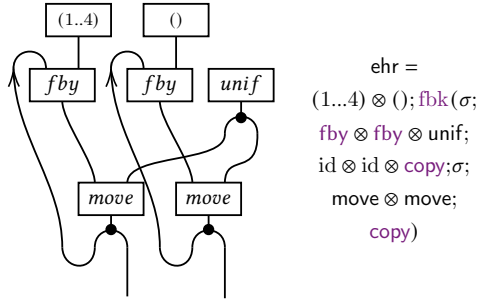 (1..4) ()
fby fby unif
move move
ehr =
(1...4) ⊗ (); fbk(σ;
fby ⊗ fby ⊗ unif;
id ⊗ id ⊗ copy;σ;
move ⊗ move;
copy)